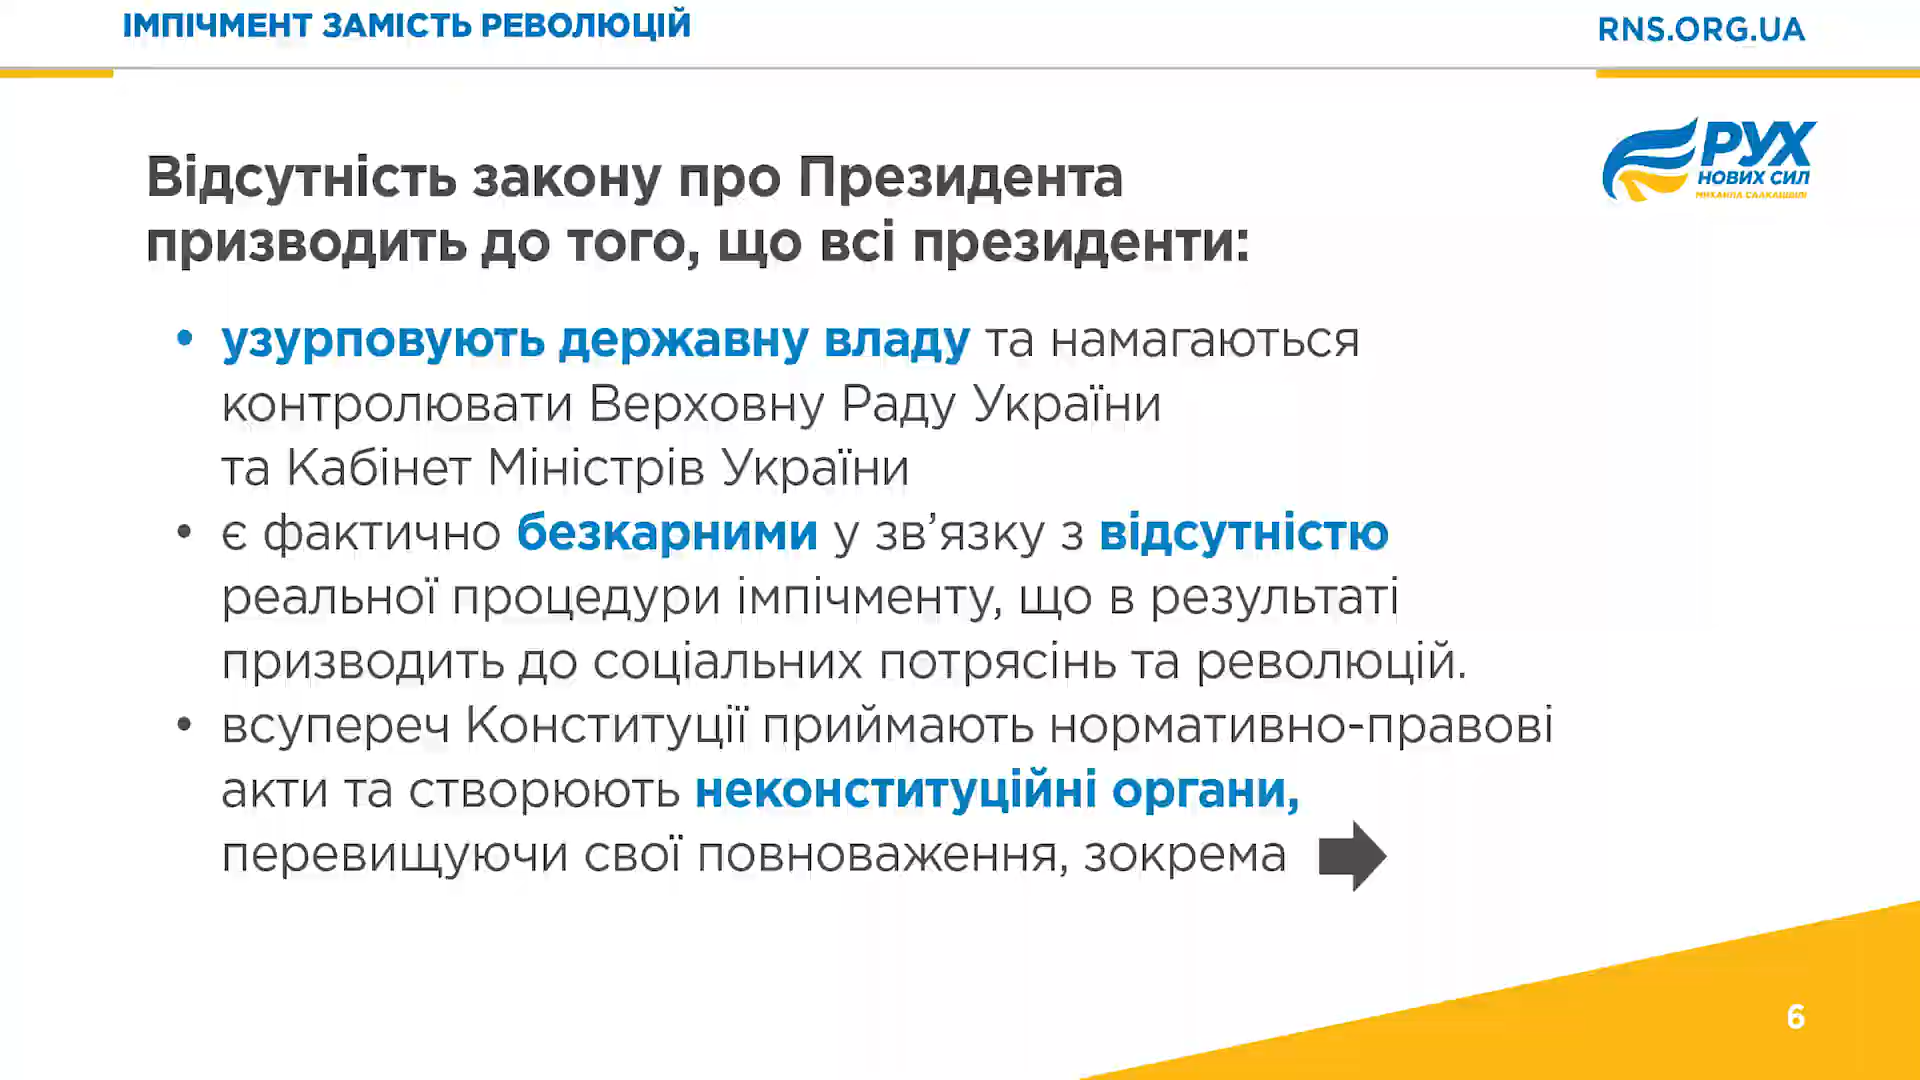 ІМПІЧМЕНТ ЗАМІСТЬ РЕВОЛЮЦІЙ
RNS.ORG.UA
РУХ
НОВИХ СИЛ
МИХАЇЛА СААКАШВІЛІ
Відсутність закону про Президента
призводить до того, що всі президенти:
• узурповують державну владу та намагаються
контролювати Верховну Раду України
та Кабінет Міністрів України
• є фактично безкарними у зв’язку з відсутністю
реальної процедури імпічменту, що в результаті
призводить до соціальних потрясінь та революцій.
• всупереч Конституції приймають нормативно-правові
акти та створюють неконституційні органи,
перевищуючи свої повноваження, зокрема
6